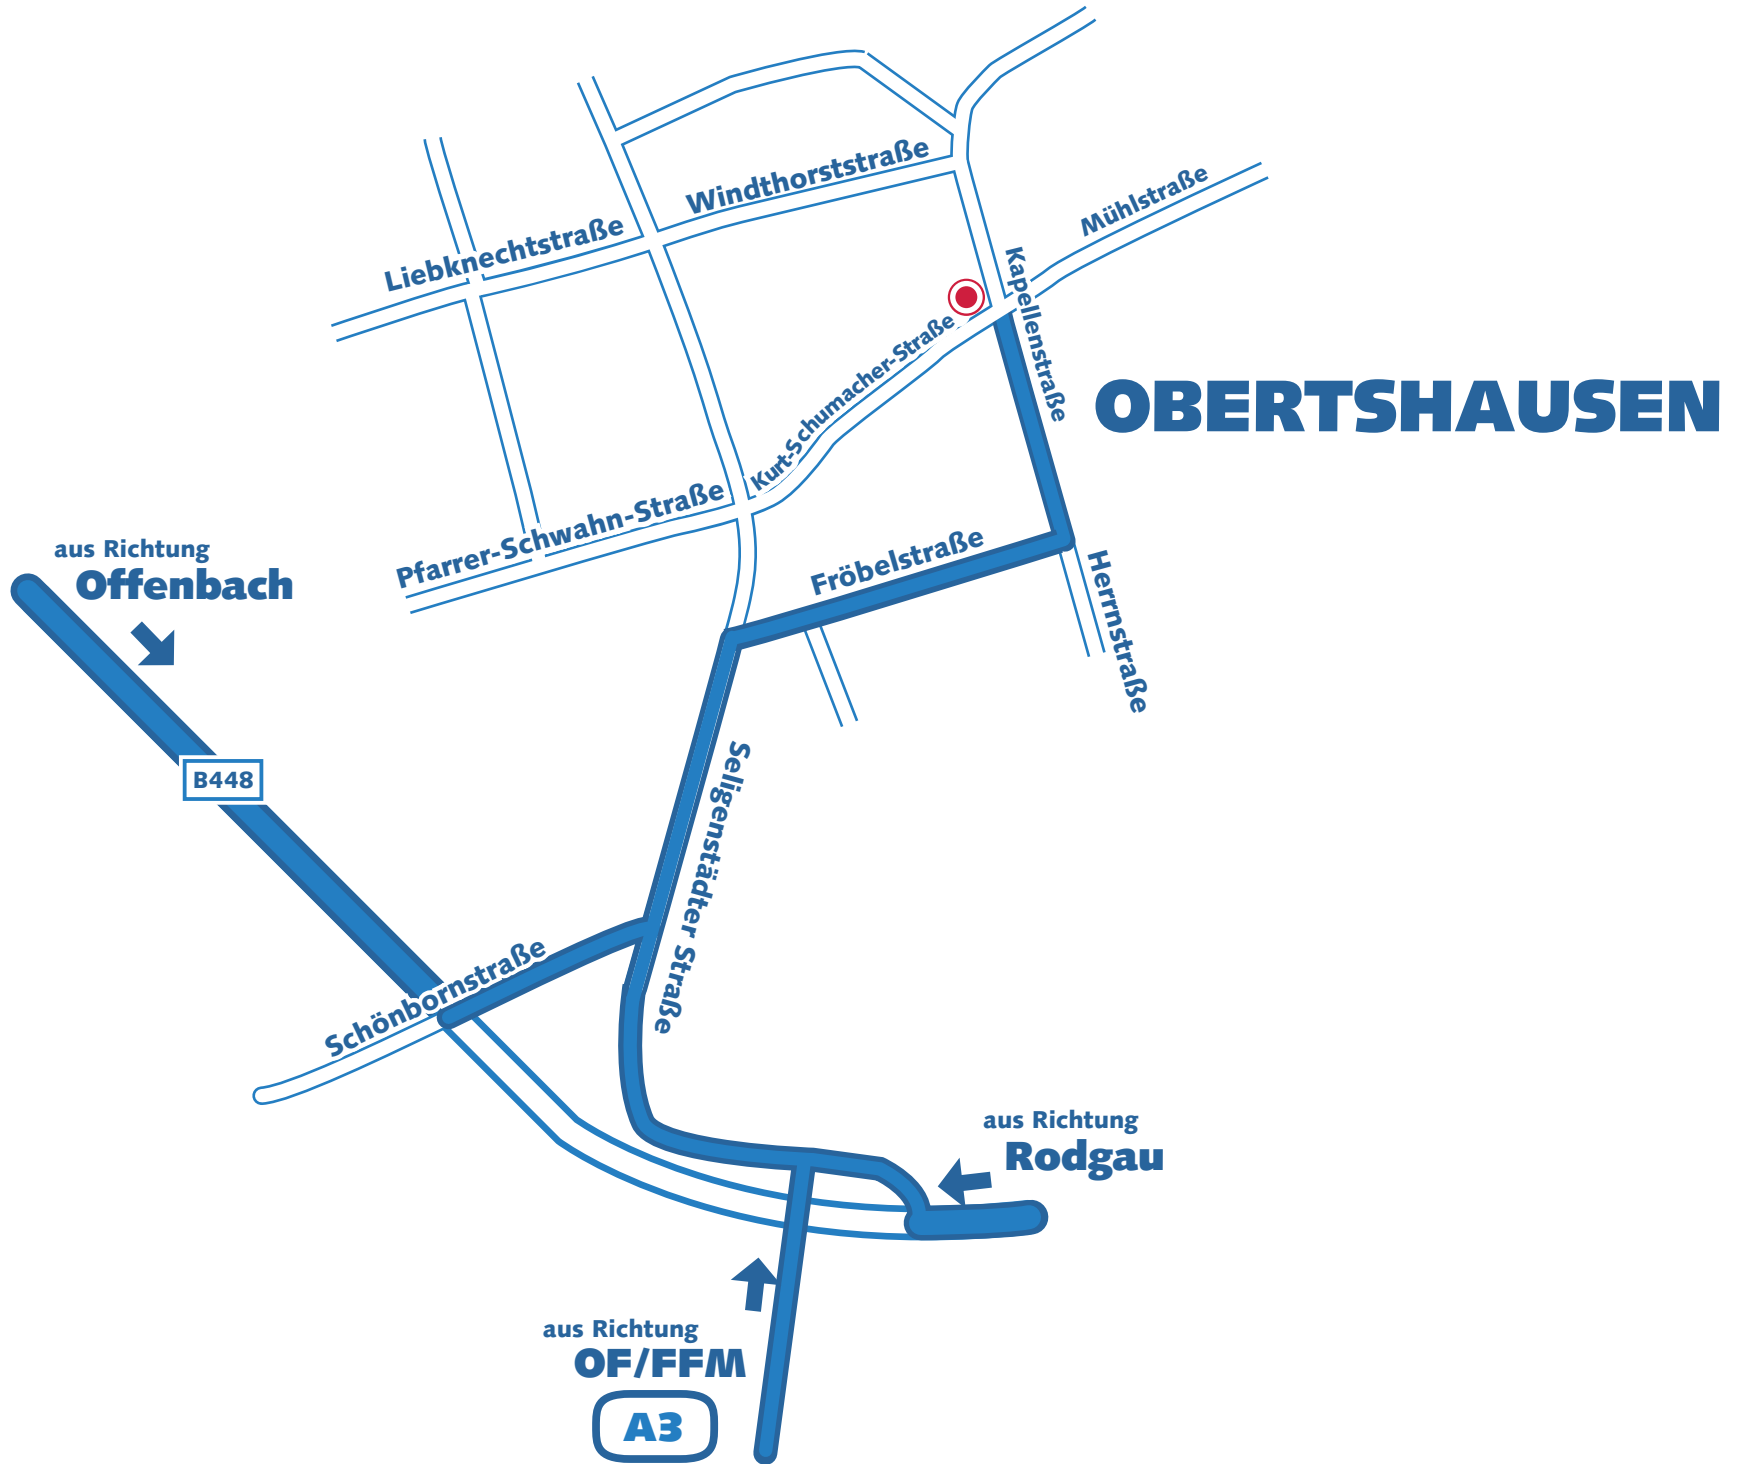 Windthorststraße
Mühlstraße
Liebknechtstraße
Kapellenstraße
Kurt-Schumacher-Straße
OBERTSHAUSEN
Pfarrer-Schwahn-Straße
Fröbelstraße
aus Richtung
Offenbach
Herrnstraße
B448
Seligenstädter Straße
Schönbornstraße
aus Richtung
Rodgau
aus Richtung
OF/FFM
A3